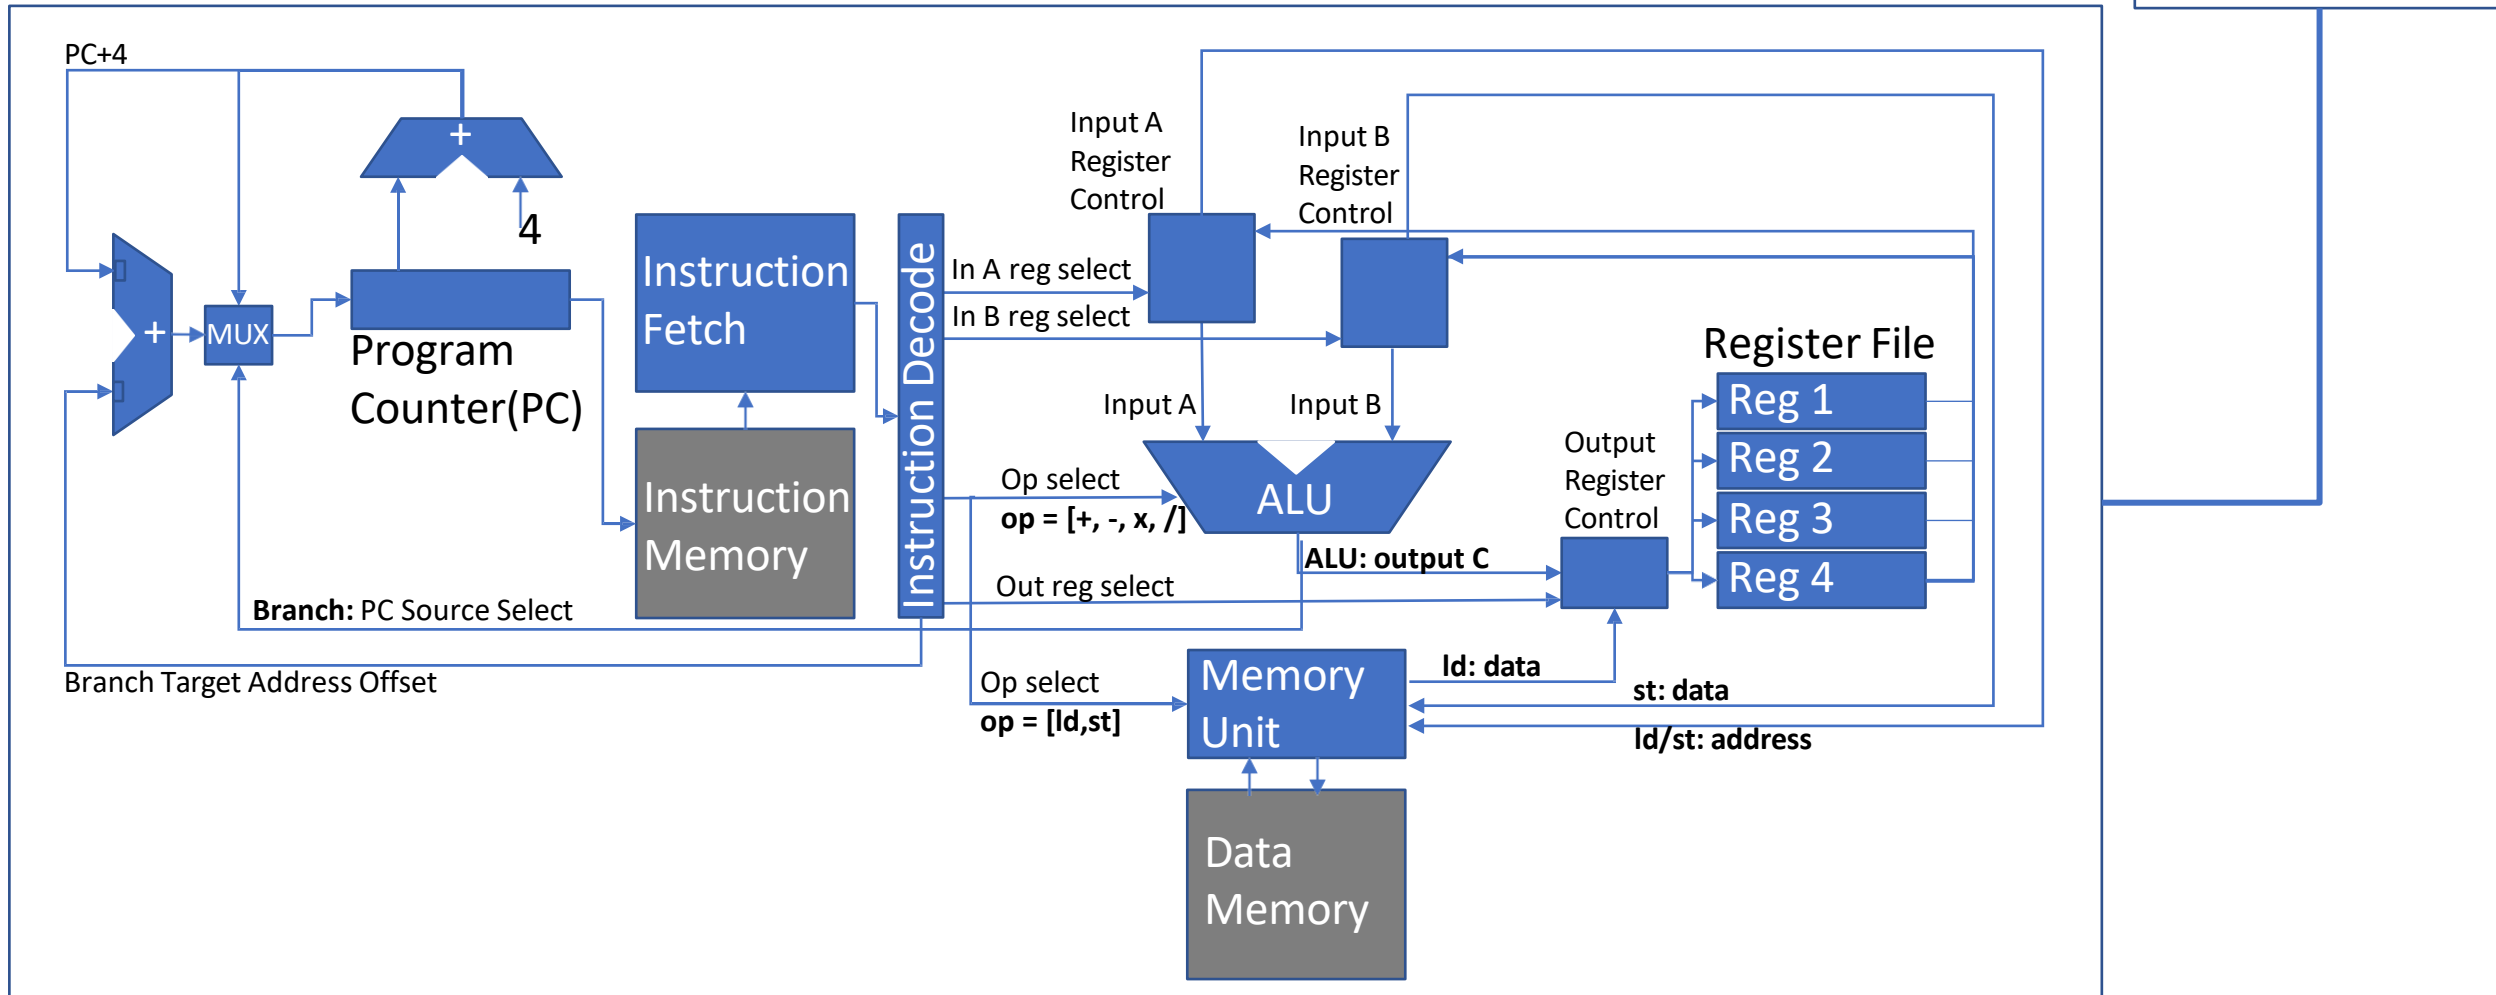 PC+4
+
4
+
MUX
Program
Counter(PC)
Instruction
Fetch
Instruction
Memory
Instruction Decode
Input A
Register
Control
Input B
Register
Control
In A reg select
In B reg select
Input A
Input B
Op select
op = [+, -, x, /]
ALU
ALU: output C
Out reg select
Output
Register
Control
Register File
Reg 1
Reg 2
Reg 3
Reg 4
Branch: PC Source Select
Branch Target Address Offset
Op select
op = [ld,st]
Memory
Unit
ld: data
st: data
ld/st: address
Data
Memory